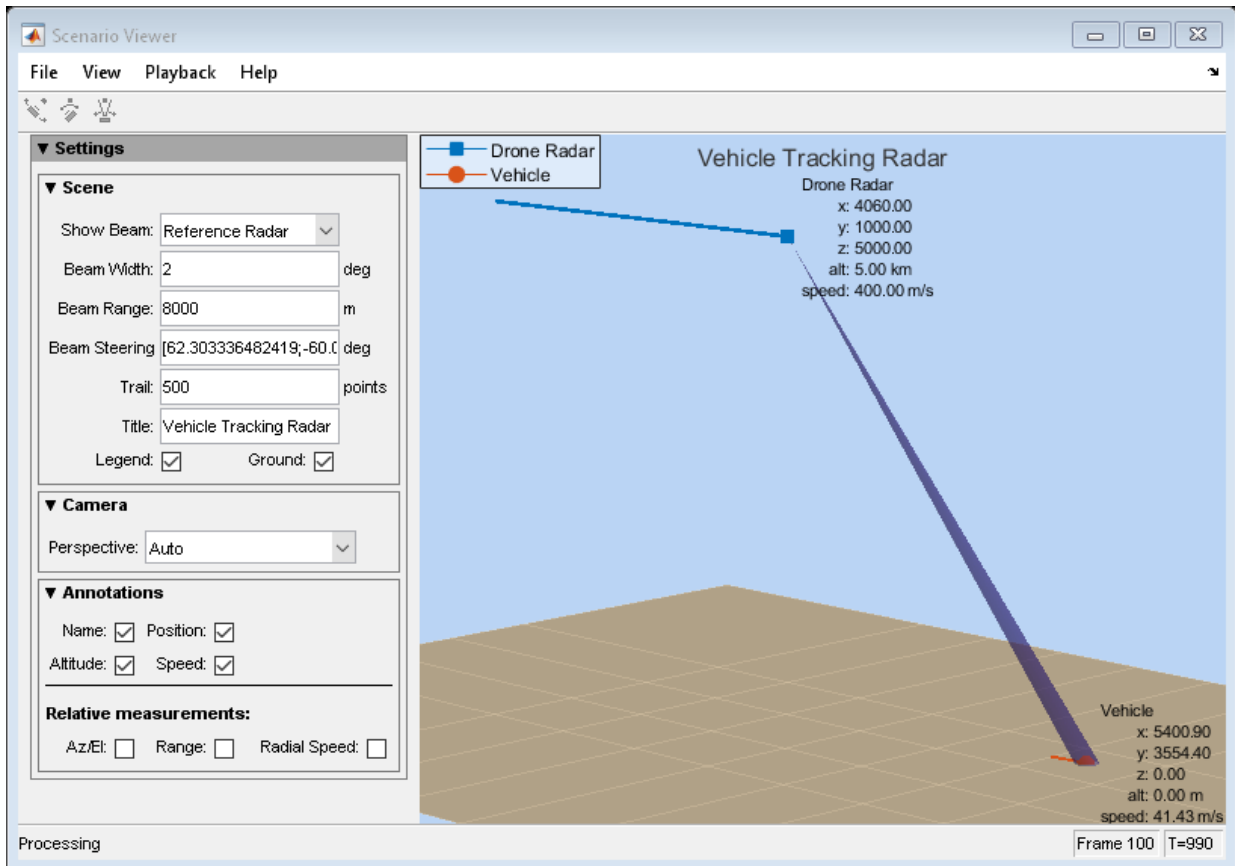 Scenario Viewer
File View Playback Help
▼ Settings
▼ Scene
Show Beam: Reference Radar
Beam Width: 2 deg
Beam Range: 8000 m
Beam Steering [62.303336482419;-60.0 deg
Trail: 500 points
Title: Vehicle Tracking Radar
Legend: Ground:
▼ Camera
Perspective: Auto
▼ Annotations
Name: Position:
Altitude: Speed:
Relative measurements:
Az/El: Range: Radial Speed:
Drone Radar
Vehicle
Vehicle Tracking Radar
Drone Radar
x: 4060.00
y: 1000.00
z: 5000.00
alt: 5.00 km
speed: 400.00 m/s
Vehicle
x: 5400.90
y: 3554.40
z: 0.00
alt: 0.00 m
speed: 41.43 m/s
Processing Frame 100 T=990